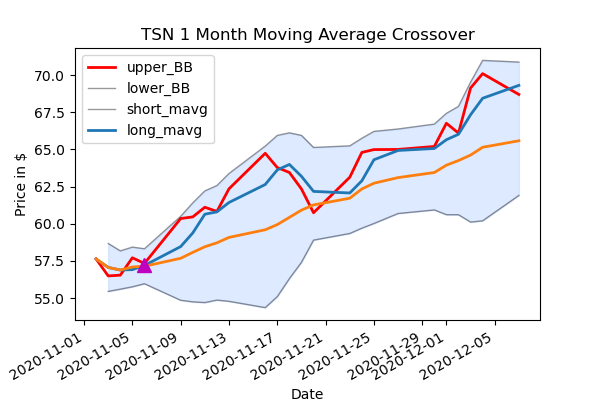 TSN 1 Month Moving Average Crossover
upper_BB
lower_BB
short_mavg
long_mavg
Price in $
70.0
67.5
65.0
62.5
60.0
57.5
55.0
2020-11-01
2020-11-05
2020-11-09
2020-11-13
2020-11-17
2020-11-21
2020-11-25
2020-11-29
2020-12-01
2020-12-05
Date